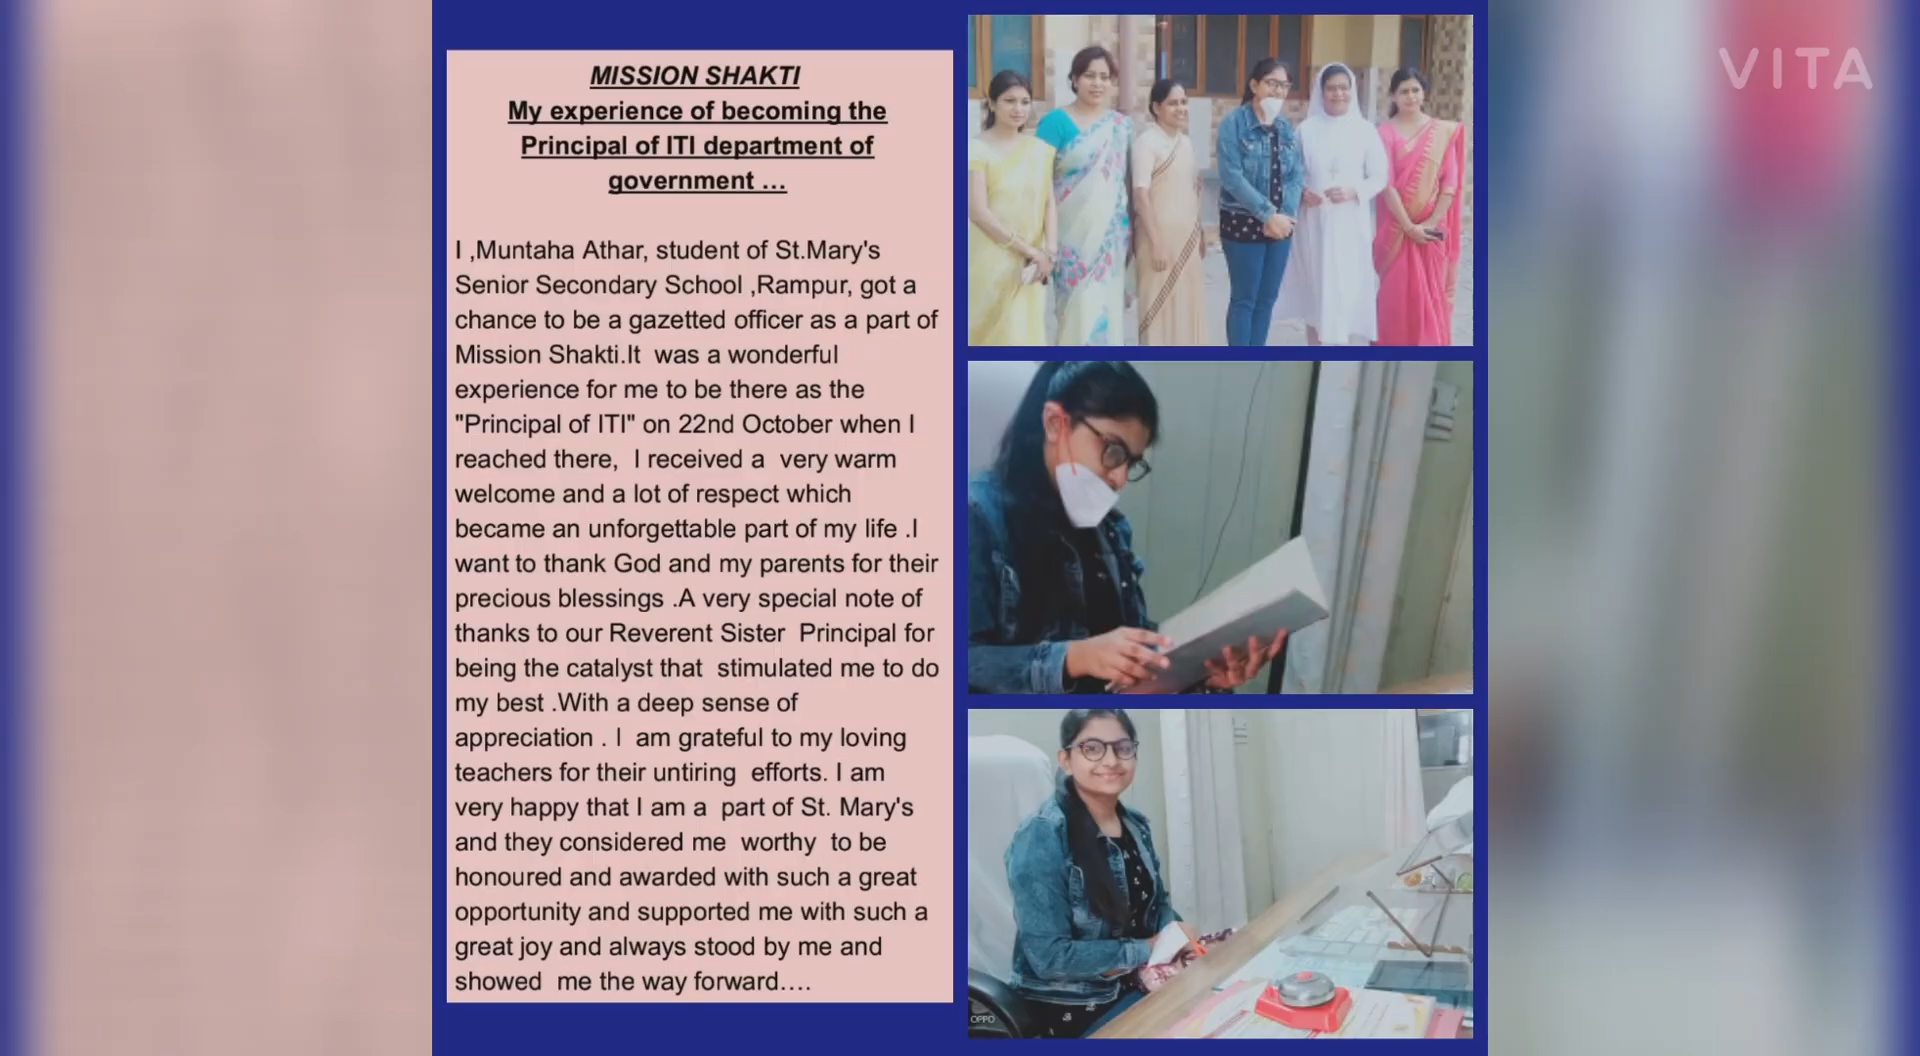 MISSION SHAKTI
My experience of becoming the
Principal of ITI department of
government ...
I ,Muntaha Athar, student of St.Mary's
Senior Secondary School ,Rampur, got a
chance to be a gazetted officer as a part of
Mission Shakti.It  was a wonderful
experience for me to be there as the
"Principal of ITI" on 22nd October when I
reached there,  I received a  very warm
welcome and a lot of respect which
became an unforgettable part of my life .I
want to thank God and my parents for their
precious blessings .A very special note of
thanks to our Reverent Sister  Principal for
being the catalyst that  stimulated me to do
my best .With a deep sense of
appreciation . I  am grateful to my loving
teachers for their untiring  efforts. I am
very happy that I am a  part of St. Mary's
and they considered me  worthy  to be
honoured and awarded with such a great
opportunity and supported me with such a
great joy and always stood by me and
showed  me the way forward....
VITA
OPPO